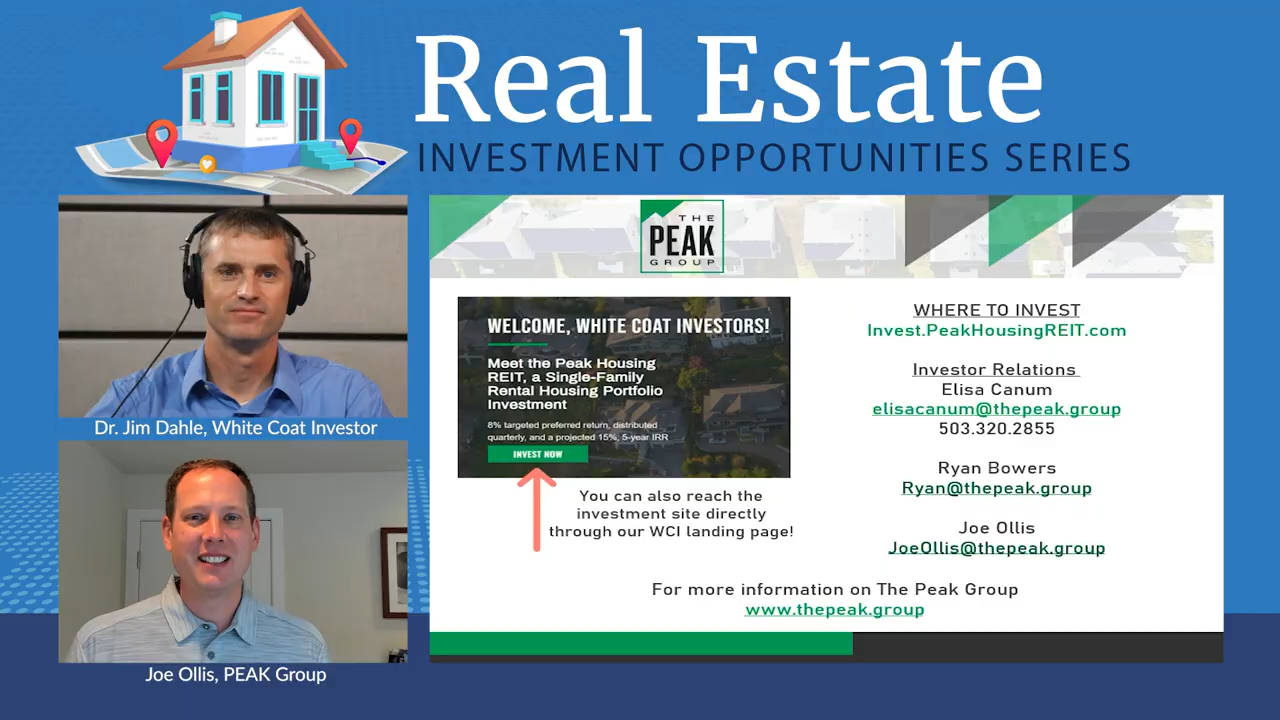 Real Estate
INVESTMENT OPPORTUNITIES SERIES
THE
PEAK
GROUP
WELCOME, WHITE COAT INVESTORS!
Meet the Peak Housing
REIT, a Single-Family
Rental Housing Portfolio
Investment
8% targeted preferred return, distributed
quarterly, and a projected 15%, 5-year IRR
INVEST NOW
You can also reach the
investment site directly
through our WCI landing page!
WHERE TO INVEST
Invest.PeakHousingREIT.com
Investor Relations
Elisa Canum
elisacanum@thepeak.group
503.320.2855
Ryan Bowers
Ryan@thepeak.group
Joe Ollis
JoeOllis@thepeak.group
For more information on The Peak Group
www.thepeak.group
Dr. Jim Dahle, White Coat Investor
Joe Ollis, PEAK Group